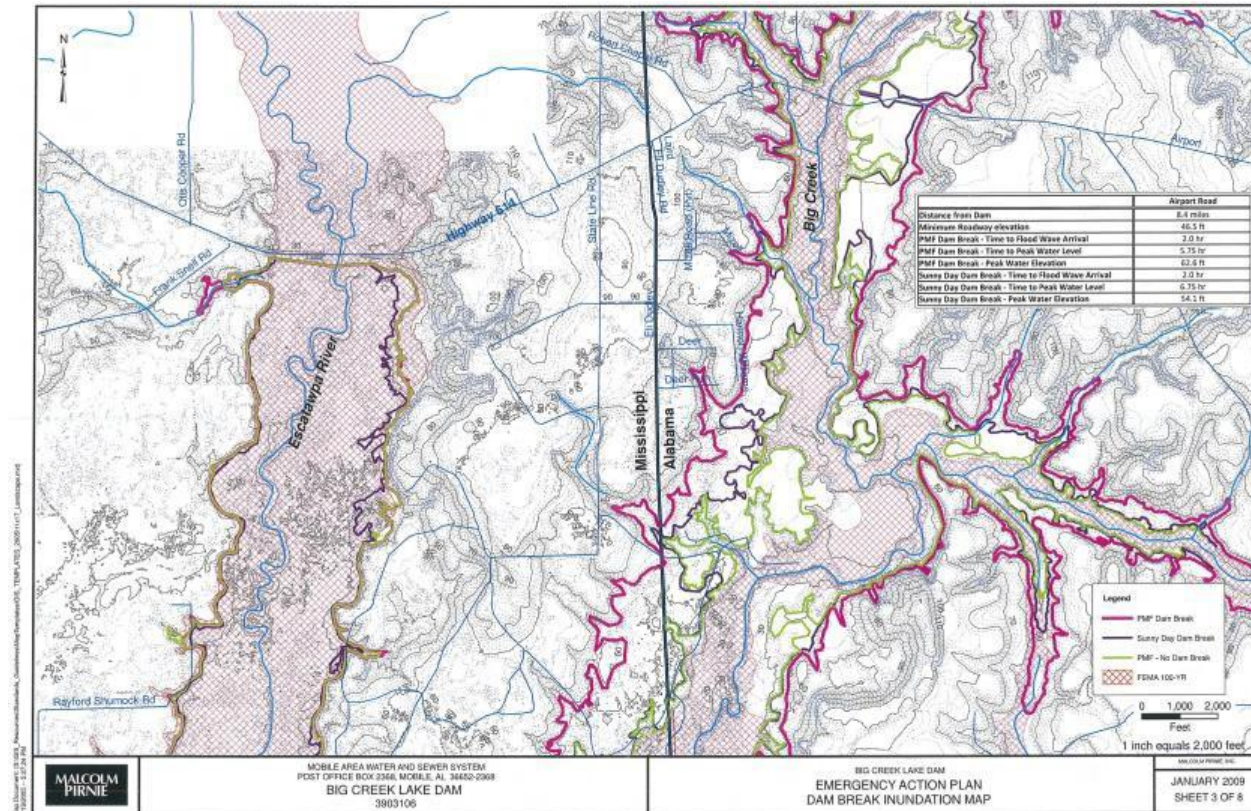 N
Otts Cooper Rd
Frank Snell Rd
Highway 614
State Line Rd
Robert Chapel Rd
Big Creek
Airport
Escatawpa River
Mississippi
Alabama
Deer
Deer
Rayford Shumock Rd
Airport Road
Distance from Dam 8.4 miles
Minimum Roadway elevation 46.5 ft
PMF Dam Break - Time to Flood Wave Arrival 2.0 hr
PMF Dam Break - Time to Peak Water Level 5.75 hr
PMF Dam Break - Peak Water Elevation 62.6 ft
Sunny Day Dam Break - Time to Flood Wave Arrival 2.0 hr
Sunny Day Dam Break - Time to Peak Water Level 6.75 hr
Sunny Day Dam Break - Peak Water Elevation 54.1 ft
Legend
PMF Dam Break
Sunny Day Dam Break
PMF - No Dam Break
FEMA 100-YR
0 1,000 2,000
Feet
1 inch equals 2,000 feet
MALCOLM
PIRNIE
MOBILE AREA WATER AND SEWER SYSTEM
POST OFFICE BOX 2368, MOBILE, AL 36652-2368
BIG CREEK LAKE DAM
3903106
BIG CREEK LAKE DAM
EMERGENCY ACTION PLAN
DAM BREAK INUNDATION MAP
MALCOLM PIRNIE, INC.
JANUARY 2009
SHEET 3 OF 8